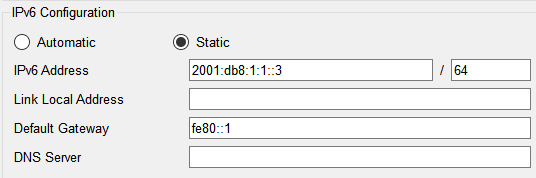 IPv6 Configuration
Automatic Static
IPv6 Address 2001:db8:1:1::3 / 64
Link Local Address
Default Gateway fe80::1
DNS Server